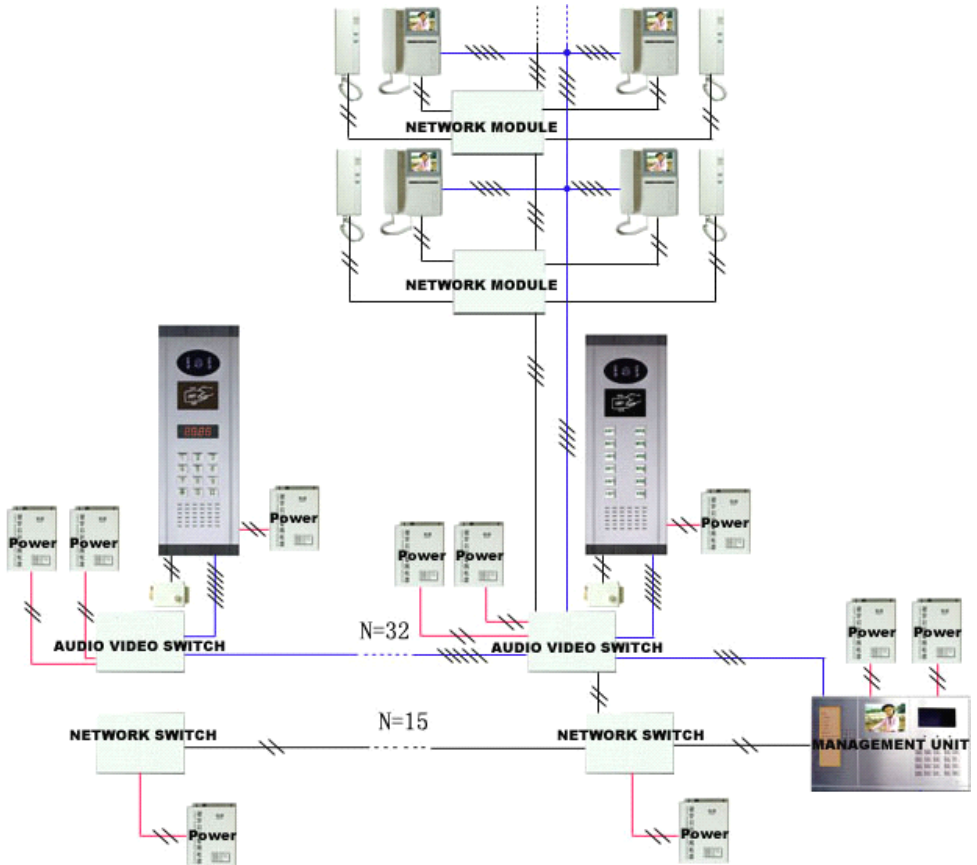 NETWORK MODULE
NETWORK MODULE
Power
Power
Power
Power
Power
Power
N=32
AUDIO VIDEO SWITCH
AUDIO VIDEO SWITCH
Power
Power
N=15
NETWORK SWITCH
NETWORK SWITCH
MANAGEMENT UNIT
Power
Power